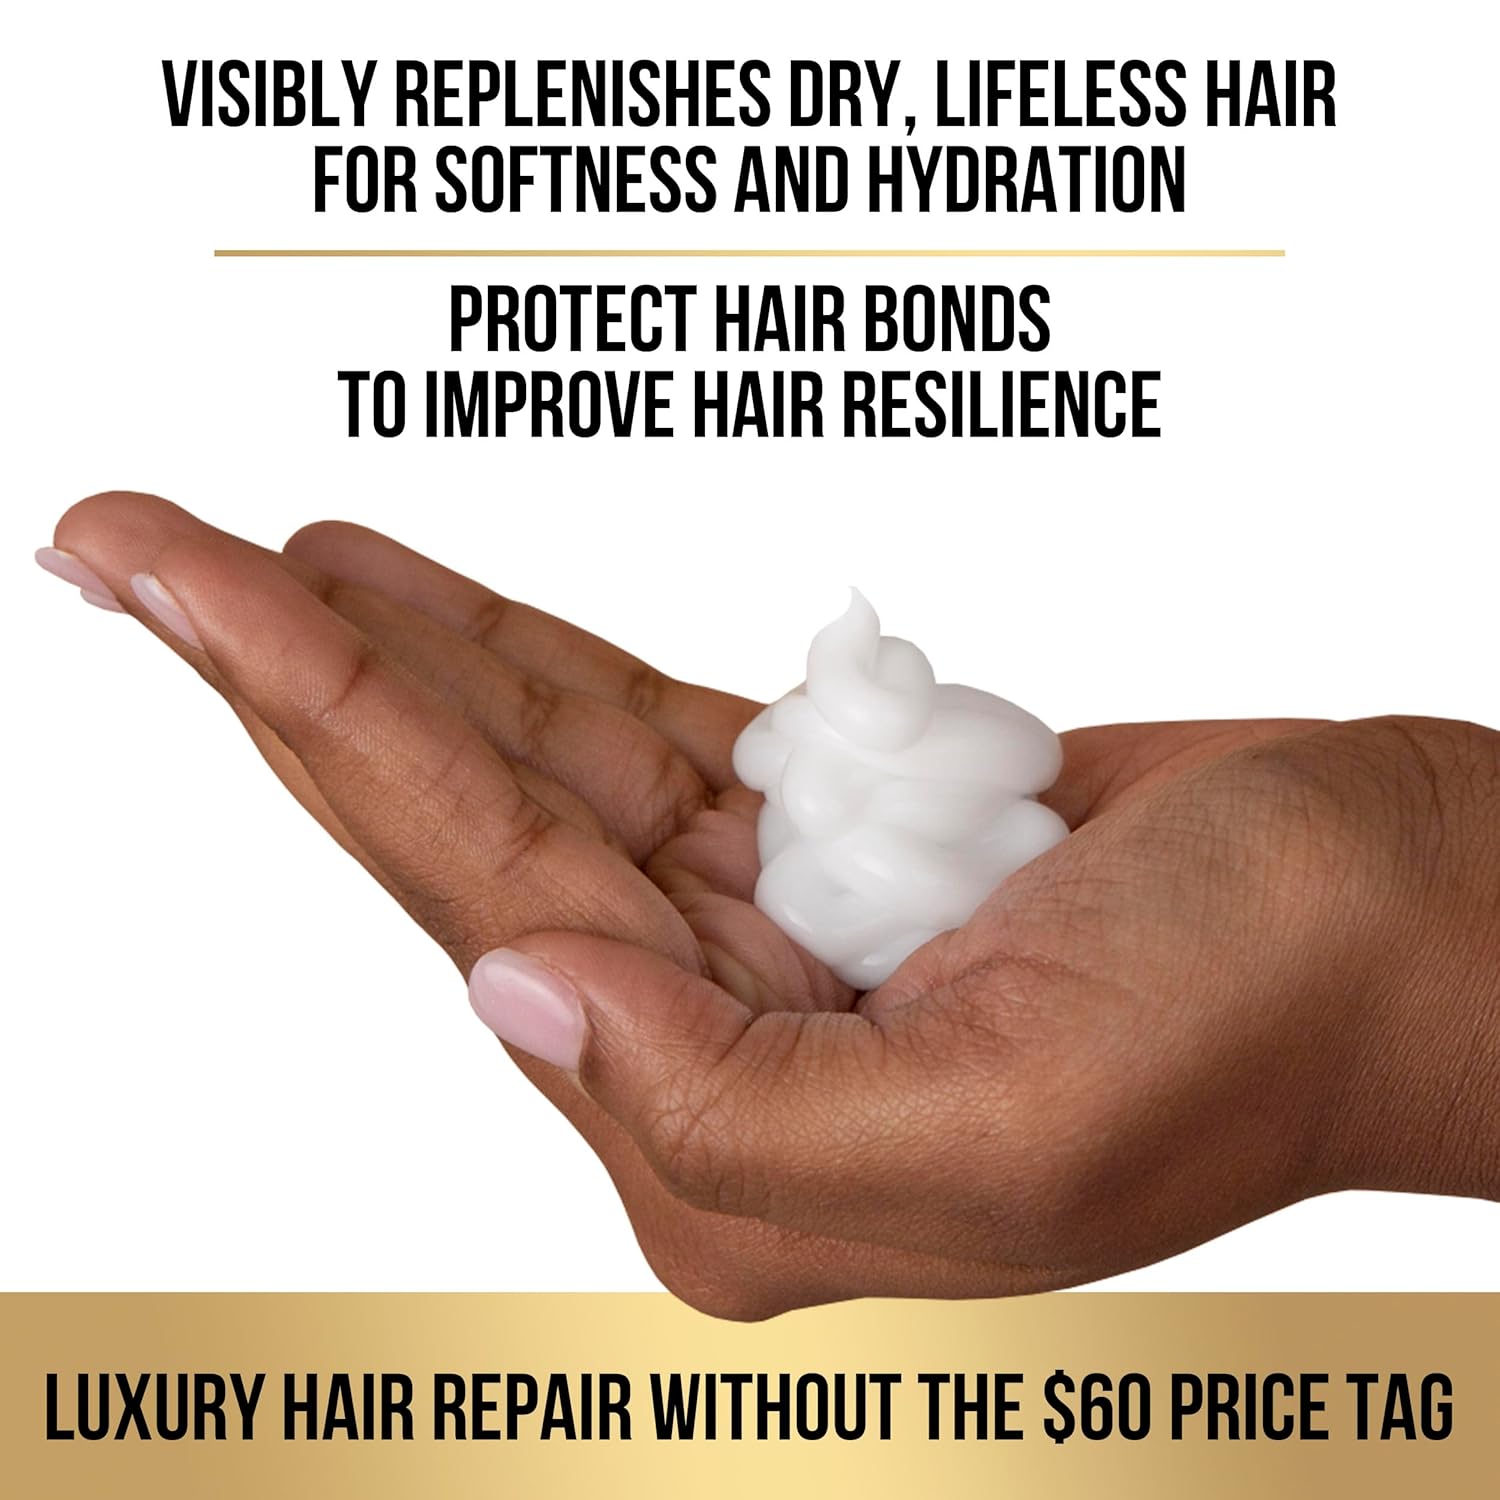 VISIBLY REPLENISHES DRY, LIFELESS HAIR
FOR SOFTNESS AND HYDRATION
PROTECT HAIR BONDS
TO IMPROVE HAIR RESILIENCE
LUXURY HAIR REPAIR WITHOUT THE $60 PRICE TAG